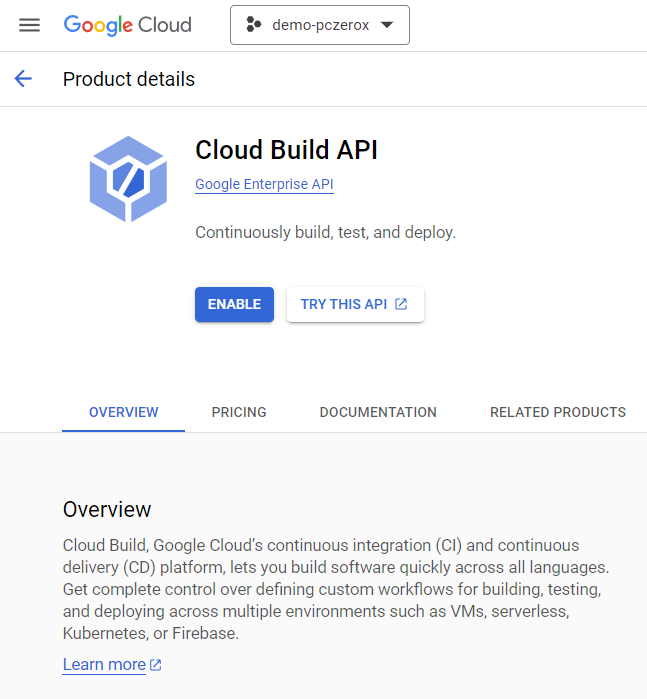 Google Cloud
demo-pczerox
Product details
Cloud Build API
Google Enterprise API
Continuously build, test, and deploy.
ENABLE
TRY THIS API
OVERVIEW PRICING DOCUMENTATION RELATED PRODUCTS
Overview
Cloud Build, Google Cloud’s continuous integration (CI) and continuous
delivery (CD) platform, lets you build software quickly across all languages.
Get complete control over defining custom workflows for building, testing,
and deploying across multiple environments such as VMs, serverless,
Kubernetes, or Firebase.
Learn more